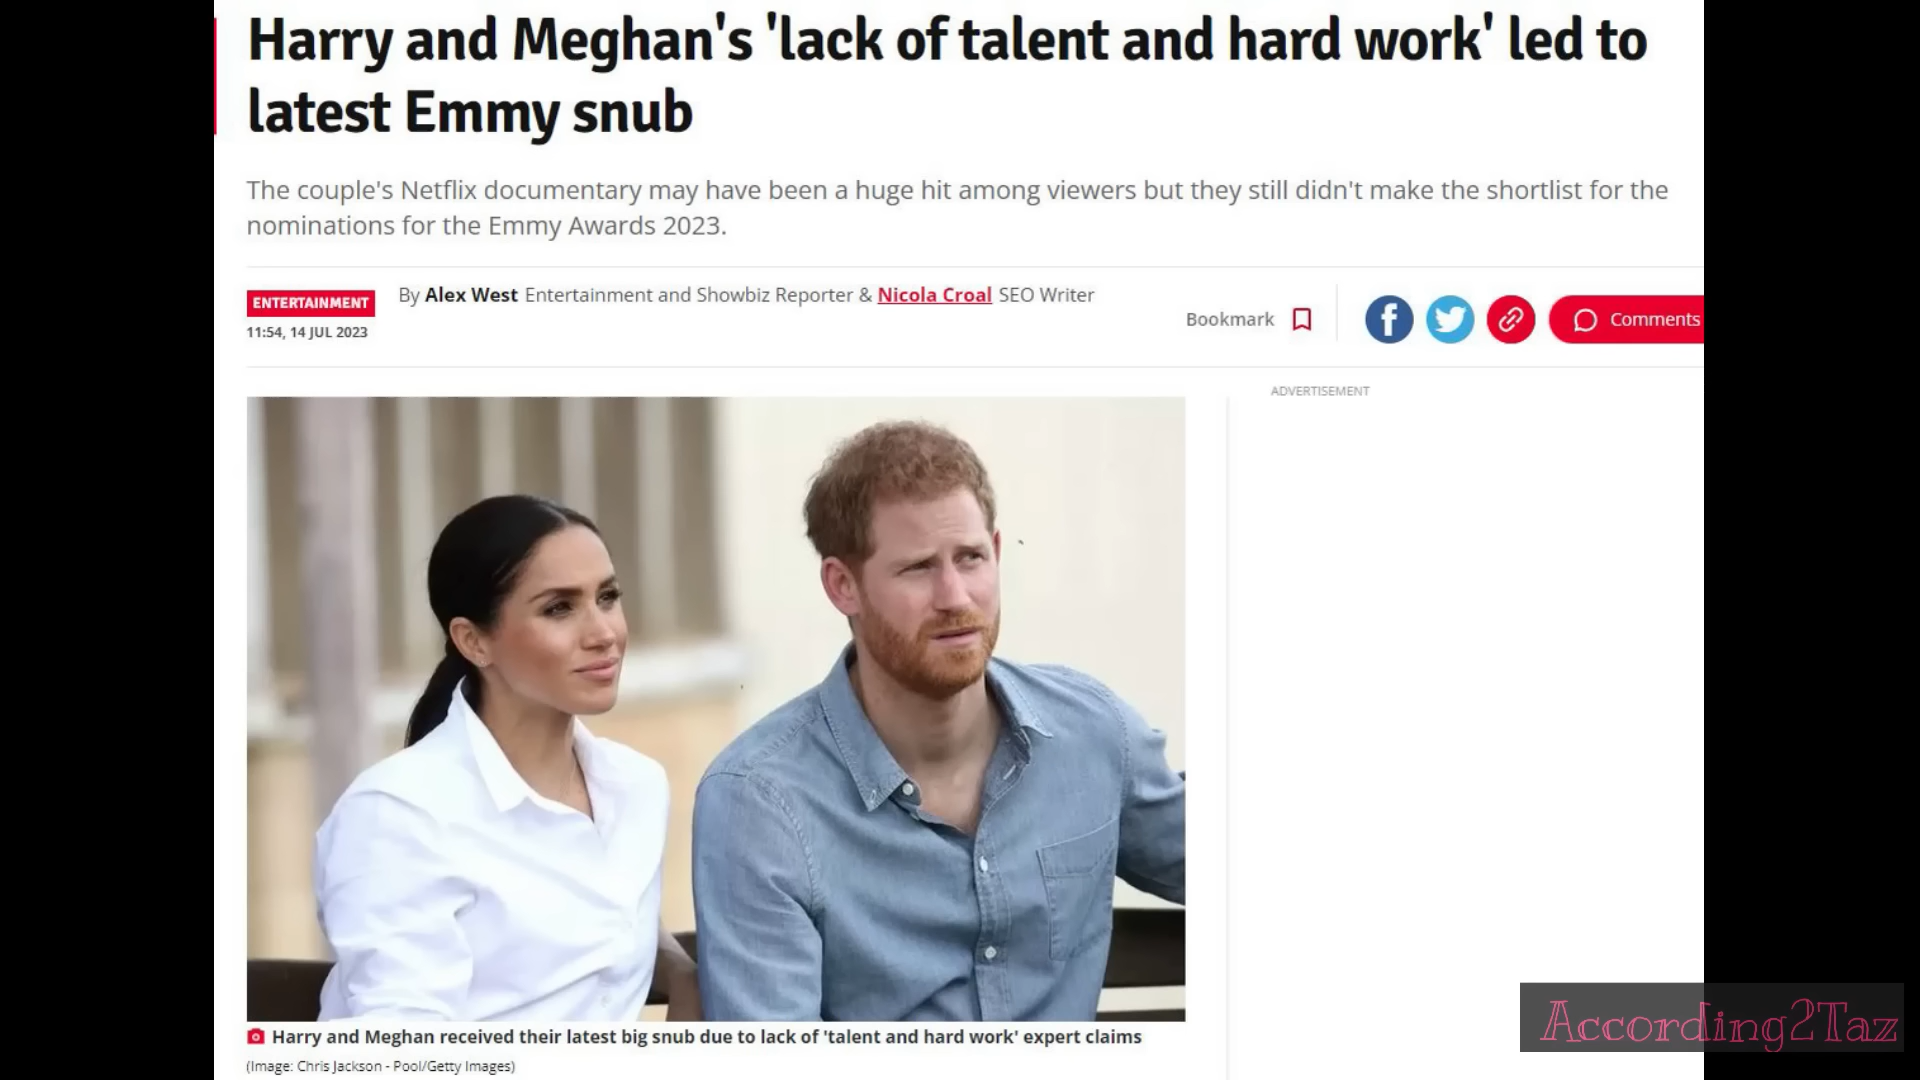 Harry and Meghan's 'lack of talent and hard work' led to
latest Emmy snub
The couple's Netflix documentary may have been a huge hit among viewers but they still didn't make the shortlist for the
nominations for the Emmy Awards 2023.
ENTERTAINMENT
By Alex West Entertainment and Showbiz Reporter & Nicola Croal SEO Writer
11:54, 14 JUL 2023
Bookmark
Comments
ADVERTISEMENT
Harry and Meghan received their latest big snub due to lack of 'talent and hard work' expert claims
(Image: Chris Jackson - Pool/Getty Images)
According2Taz